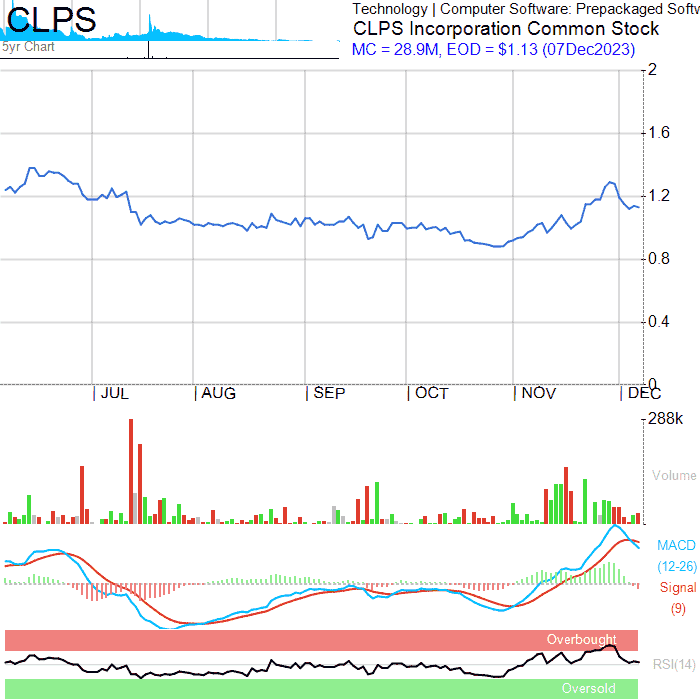 CLPS
5yr Chart
Technology | Computer Software: Prepackaged Softw
CLPS Incorporation Common Stock
MC = 28.9M, EOD = $1.13 (07Dec2023)
2
1.6
1.2
0.8
0.4
0
JUL AUG SEP OCT NOV DEC
288k
Volume
MACD
(12-26)
Signal
(9)
Overbought
RSI(14)
Oversold